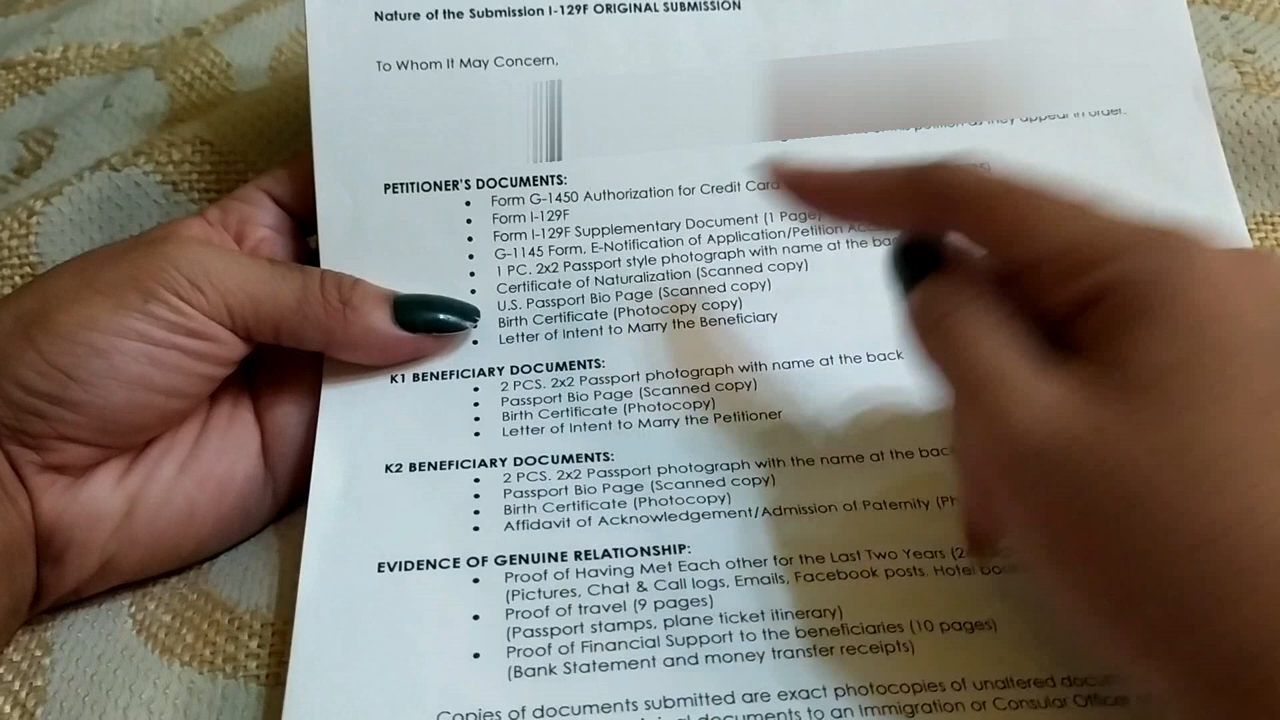 Nature of the Submission I-129F ORIGINAL SUBMISSION
To Whom It May Concern,
they appear in order.
PETITIONER'S DOCUMENTS:
Form G-1450 Authorization for Credit Card
Form I-129F
Form I-129F Supplementary Document (1 Page)
G-1145 Form, E-Notification of Application/Petition
1 PC. 2x2 Passport style photograph with name at the
Certificate of Naturalization (Scanned copy)
U.S. Passport Bio Page (Scanned copy)
Birth Certificate (Photocopy copy)
Letter of Intent to Marry the Beneficiary
K1 BENEFICIARY DOCUMENTS:
2 PCS. 2x2 Passport photograph with name at the back
Passport Bio Page (Scanned copy)
Birth Certificate (Photocopy)
Letter of Intent to Marry the Petitioner
K2 BENEFICIARY DOCUMENTS:
2 PCS. 2x2 Passport photograph with the name at the
Passport Bio Page (Scanned copy)
Birth Certificate (Photocopy)
Affidavit of Acknowledgement/Admission of Paternity
EVIDENCE OF GENUINE RELATIONSHIP:
Proof of Having Met Each other for the Last Two Years
(Pictures, Chat & Call logs, Emails, Facebook posts, Hotel
Proof of travel (9 pages)
(Passport stamps, plane ticket itinerary)
Proof of Financial Support to the beneficiaries (10 pages)
(Bank Statement and money transfer receipts)
Copies of documents submitted are exact photocopies of unaltered
documents to an Immigration or Consular Officer